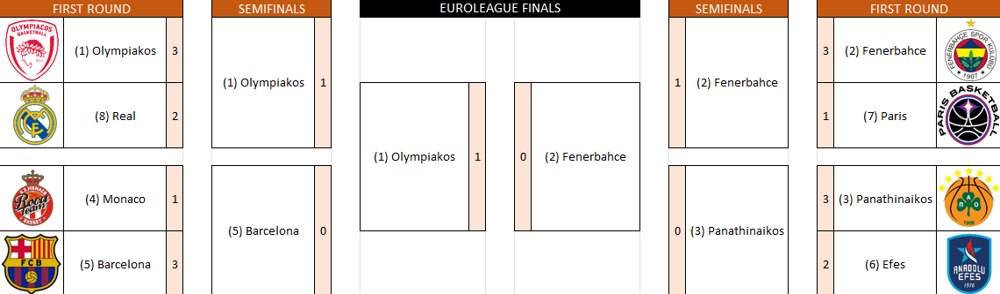 FIRST ROUND
SEMIFINALS
EUROLEAGUE FINALS
SEMIFINALS
FIRST ROUND
OLYMPIACOS
BASKETBALL
(1) Olympiakos 3
(8) Real 2
(1) Olympiakos 1
(4) Monaco 1
(5) Barcelona 3
(5) Barcelona 0
(1) Olympiakos 1
0 (2) Fenerbahce
1 (2) Fenerbahce
0 (3) Panathinaikos
3 (2) Fenerbahce
1 (7) Paris
3 (3) Panathinaikos
2 (6) Efes
A.S. MONACO
Roca
Team
BASKET
FCB
FENERBAHÇE SPOR KULÜBÜ
1907
PARIS BASKETBALL
ΠΑΟ
1908
ANADOLU
EFES
1976